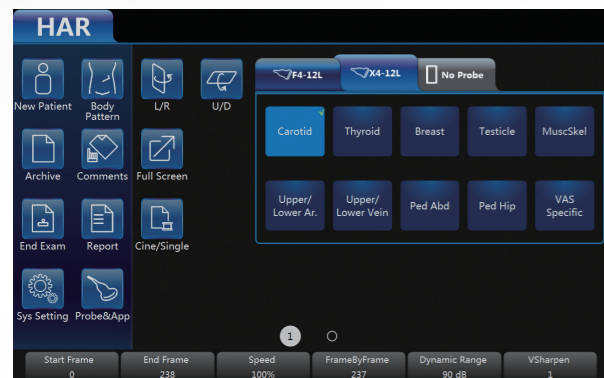 HAR
New Patient
Body
Pattern
L/R
U/D
Archive
Comments
Full Screen
End Exam
Report
Cine/Single
Sys Setting
Probe&App
F4-12L
X4-12L
No Probe
Carotid
Thyroid
Breast
Testicle
MuscSkel
Upper/
Lower Ar.
Upper/
Lower Vein
Ped Abd
Ped Hip
VAS
Specific
1
Start Frame
0
End Frame
238
Speed
100%
FrameByFrame
237
Dynamic Range
90 dB
VSharpen
1